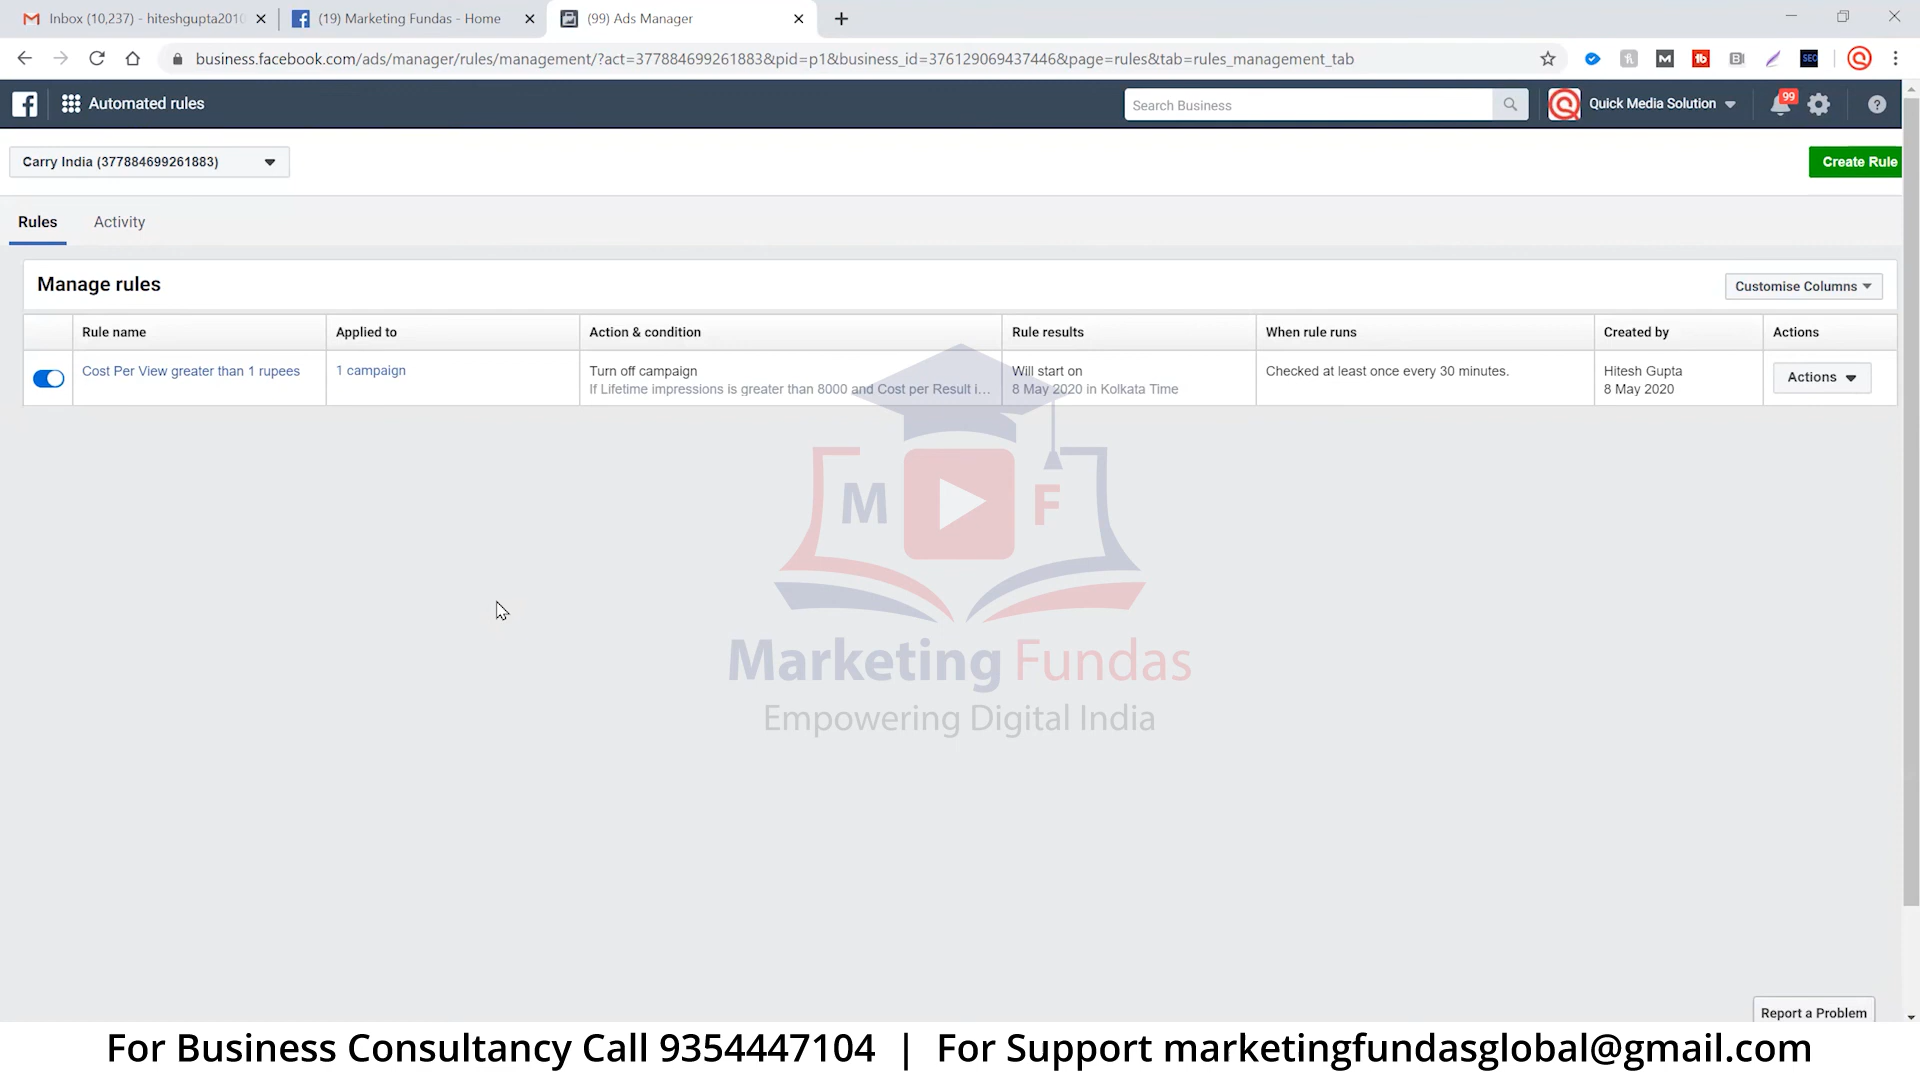 Inbox (10,237) - hiteshgupta2010
(19) Marketing Fundas - Home
(99) Ads Manager
business.facebook.com/ads/manager/rules/management/?act=377884699261883&pid=p1&business_id=376129069437446&page=rules&tab=rules_management_tab
Automated rules
Search Business
Quick Media Solution
99
Carry India (377884699261883)
Create Rule
Rules
Activity
Manage rules
Customise Columns
Rule name
Applied to
Action & condition
Rule results
When rule runs
Created by
Actions
Cost Per View greater than 1 rupees
1 campaign
Turn off campaign
If Lifetime impressions is greater than 8000 and Cost per Result i…
Will start on
8 May 2020 in Kolkata Time
Checked at least once every 30 minutes.
Hitesh Gupta
8 May 2020
Actions
M F
Marketing Fundas
Empowering Digital India
Report a Problem
For Business Consultancy Call 9354447104 | For Support marketingfundasglobal@gmail.com